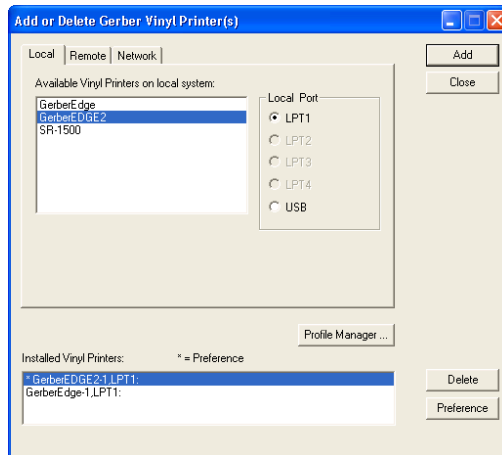 Add or Delete Gerber Vinyl Printer(s)
Local Remote Network
Add
Close
Available Vinyl Printers on local system:
GerberEdge
GerberEDGE2
SR-1500
Local Port
LPT1
LPT2
LPT3
LPT4
USB
Profile Manager ...
Installed Vinyl Printers: * = Preference
* GerberEDGE2-1,LPT1:
GerberEdge-1,LPT1:
Delete
Preference